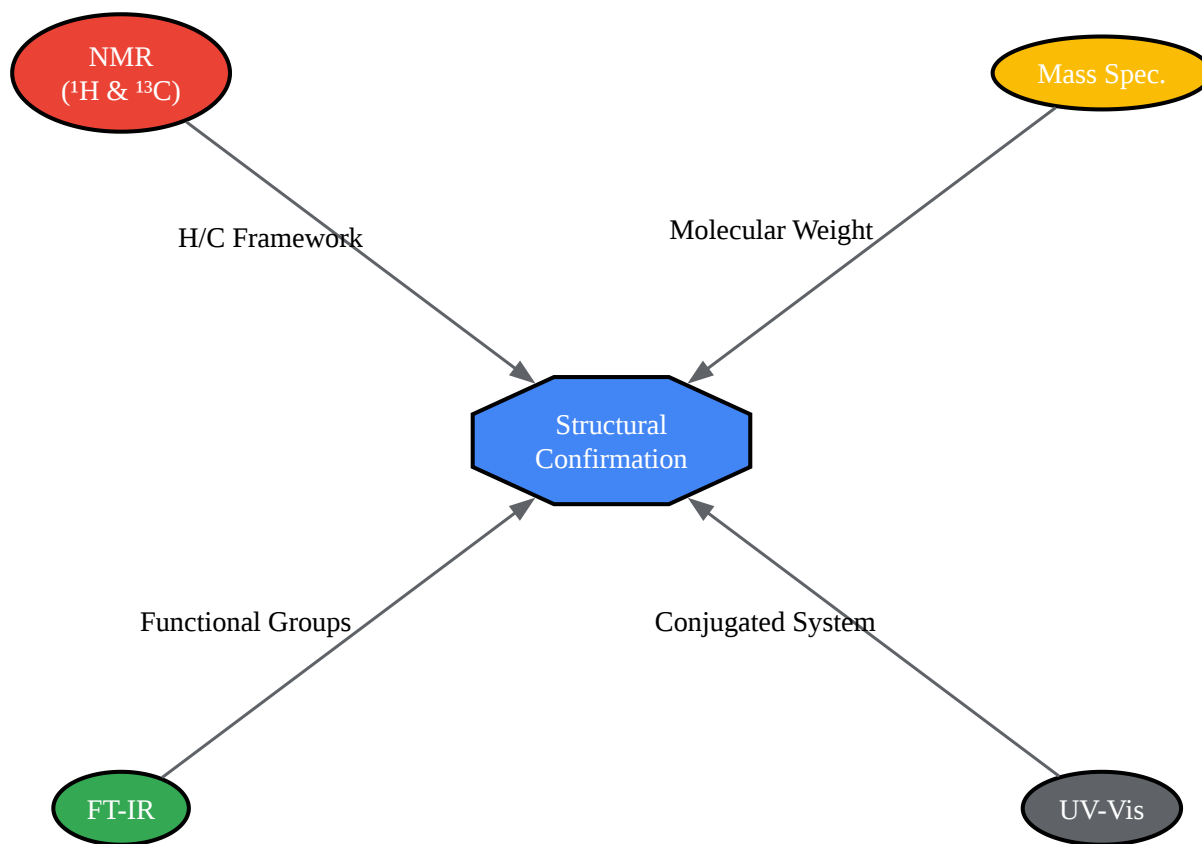 NMR
(¹H & ¹³C)
Mass Spec.
H/C Framework
Molecular Weight
Structural
Confirmation
Functional Groups
Conjugated System
FT-IR
UV-Vis